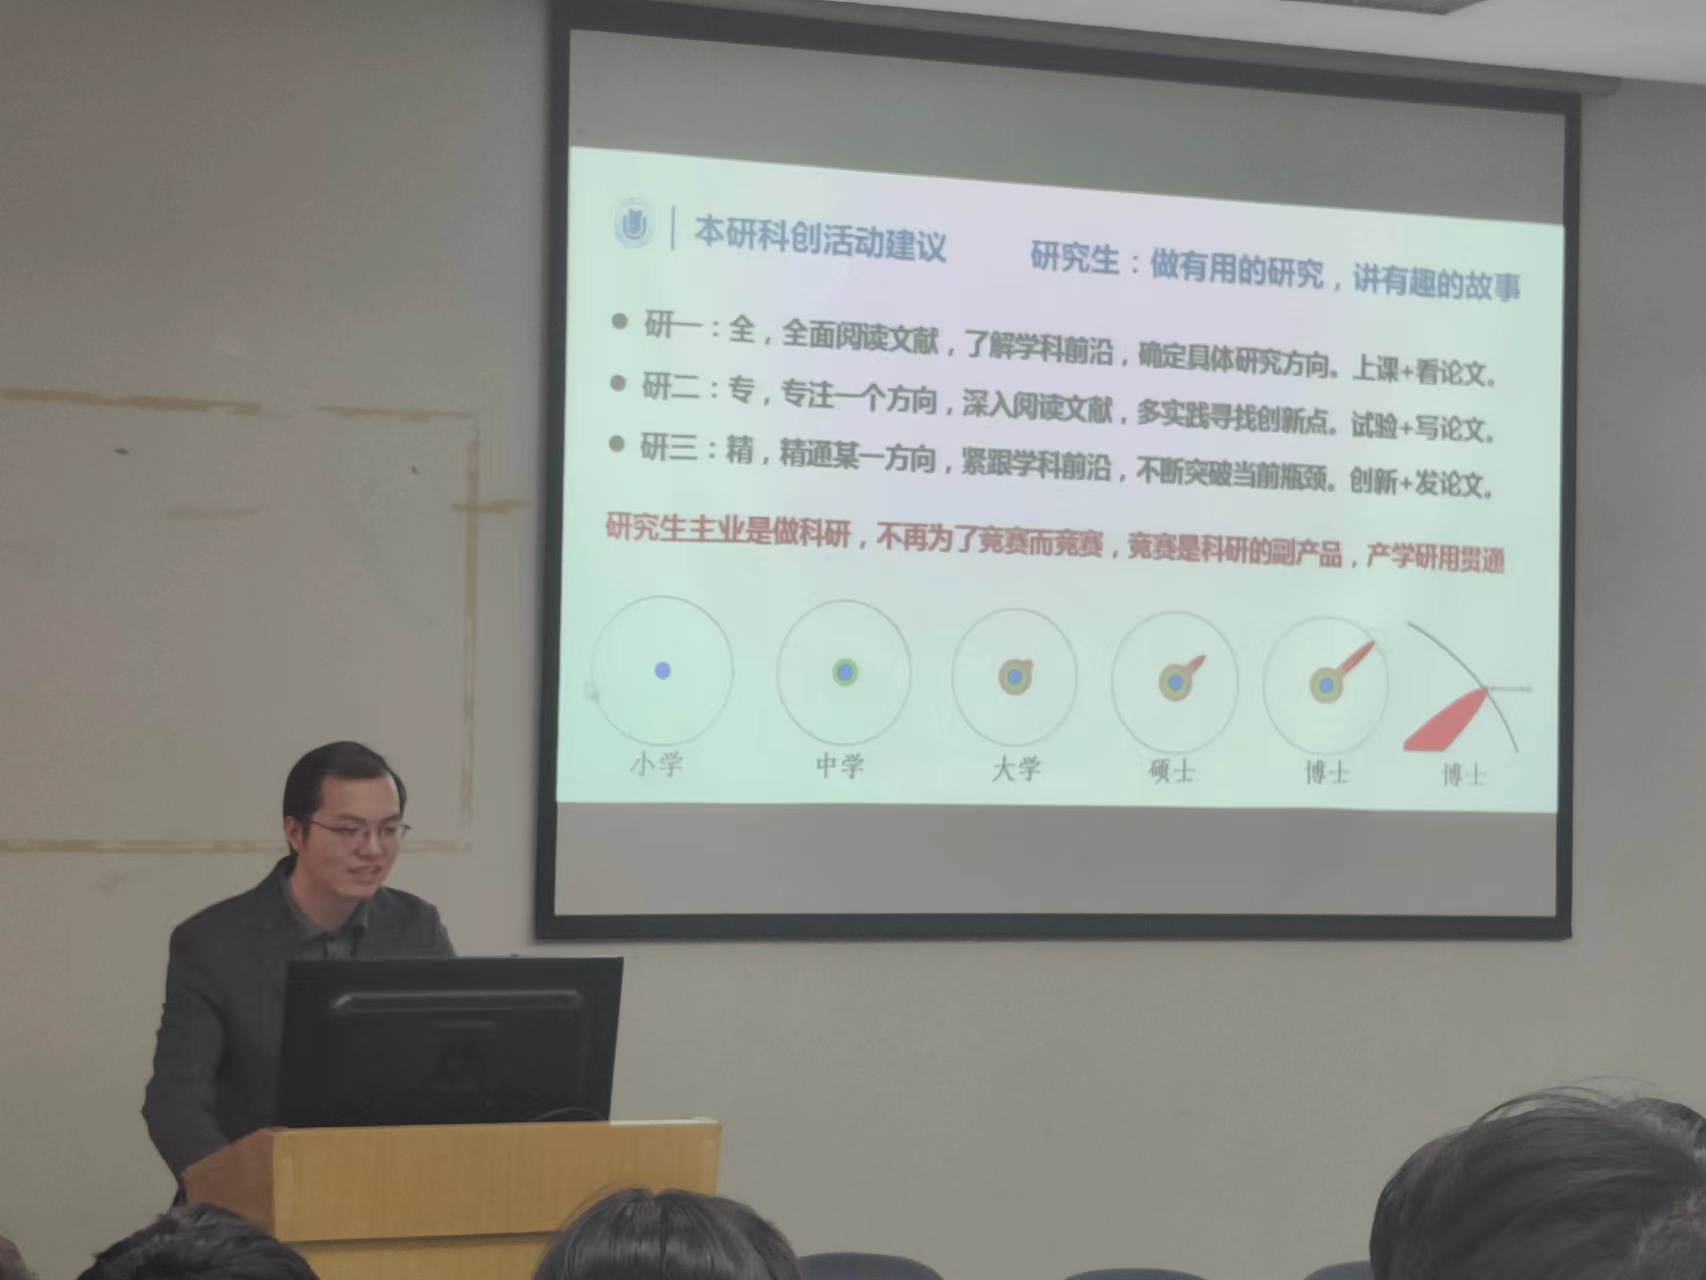 本研科创活动建议 研究生：做有用的研究，讲有趣的故事
● 研一：全，全面阅读文献，了解学科前沿，确定具体研究方向。上课+看论文。
● 研二：专，专注一个方向，深入阅读文献，多实践寻找创新点。试验+写论文。
● 研三：精，精通某一方向，紧跟学科前沿，不断突破当前瓶颈。创新+发论文。
研究生主业是做科研，不再为了竞赛而竞赛，竞赛是科研的副产品，产学研用贯通
小学 中学 大学 硕士 博士 博士